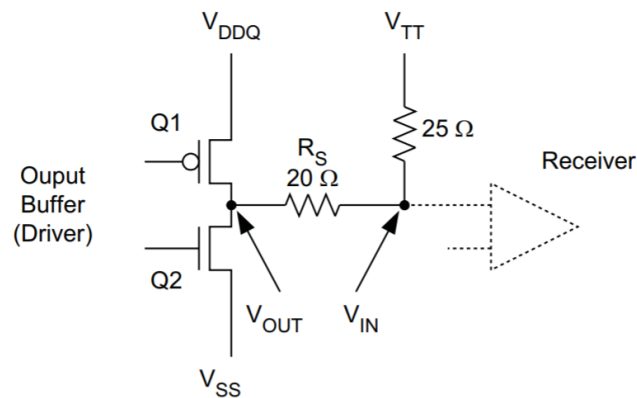 VDDQ
VTT
Q1
25 Ω
RS
20 Ω
Receiver
Ouput
Buffer
(Driver)
Q2
VOUT
VIN
VSS